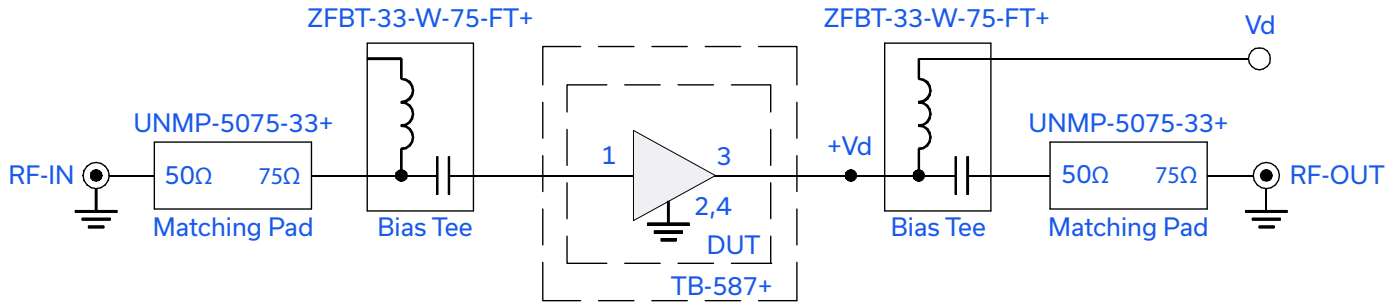 ZFBT-33-W-75-FT+
ZFBT-33-W-75-FT+
Vd
UNMP-5075-33+
UNMP-5075-33+
RF-IN
50Ω
75Ω
1
3
+Vd
50Ω
75Ω
RF-OUT
2,4
Matching Pad
Bias Tee
DUT
Bias Tee
Matching Pad
TB-587+